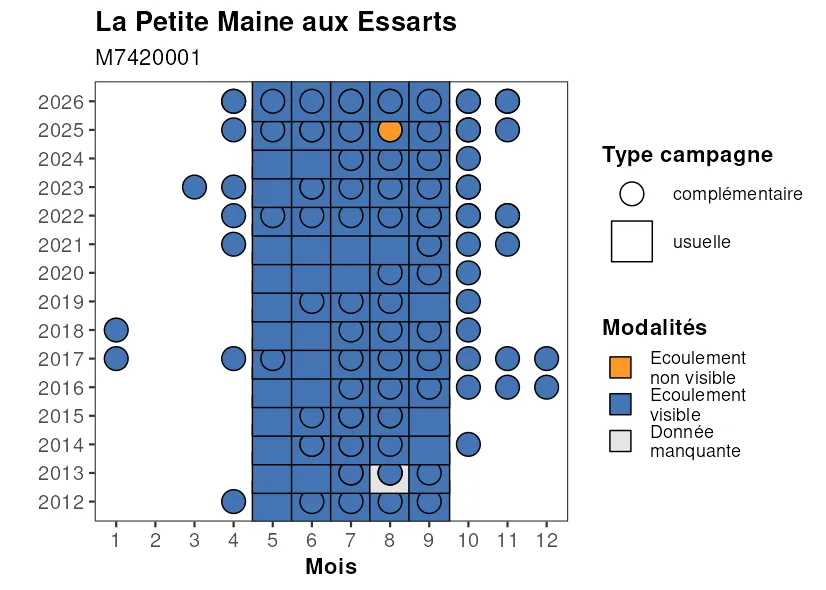 La Petite Maine aux Essarts
M7420001
2026
2025
2024
2023
2022
2021
2020
2019
2018
2017
2016
2015
2014
2013
2012
1 2 3 4 5 6 7 8 9 10 11 12
Mois
Type campagne
complémentaire
usuelle
Modalités
Ecoulement
non visible
Ecoulement
visible
Donnée
manquante